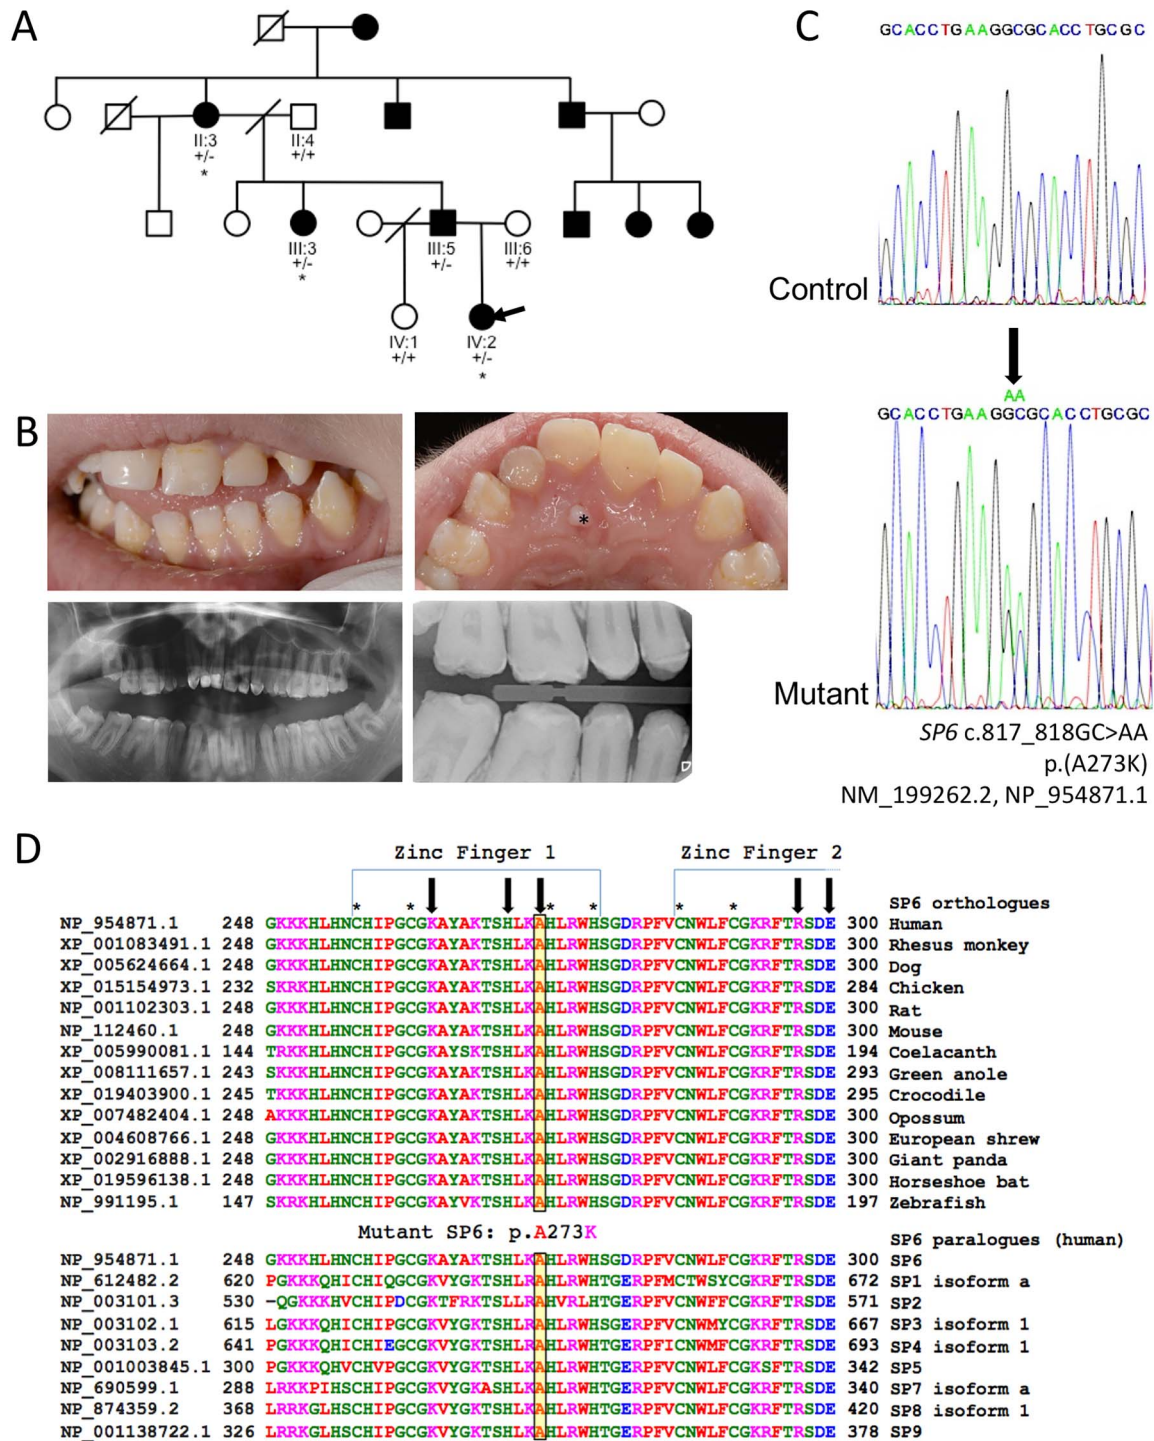 A
II:3
+/-
*
II:4
+/+
III:3
+/-
*
III:5
+/-
III:6
+/+
IV:1
+/+
IV:2
+/-
*
B
*
C
GCACCTGAAGGCGCACCTGCGC
Control
AA
GCACCTGAAGGCGCACCTGCGC
Mutant
SP6 c.817_818GC>AA
p.(A273K)
NM_199262.2, NP_954871.1
D
Zinc Finger 1 Zinc Finger 2
* * * * * *
SP6 orthologues
NP_954871.1 248 GKKKHLHNCHIPGCGKAYAKTSHLKAHLRWHSGDRPFVCNWLFCGKRFTRSDE 300 Human
XP_001083491.1 248 GKKKHLHNCHIPGCGKAYAKTSHLKAHLRWHSGDRPFVCNWLFCGKRFTRSDE 300 Rhesus monkey
XP_005624664.1 248 GKKKHLHNCHIPGCGKAYAKTSHLKAHLRWHSGDRPFVCNWLFCGKRFTRSDE 300 Dog
XP_015154973.1 232 SKRKHLHNCHIPGCGKAYAKTSHLKAHLRWHSGDRPFVCNWLFCGKRFTRSDE 284 Chicken
NP_001102303.1 248 GKKKHLHNCHIPGCGKAYAKTSHLKAHLRWHSGDRPFVCNWLFCGKRFTRSDE 300 Rat
NP_112460.1 248 GKKKHLHNCHIPGCGKAYAKTSHLKAHLRWHSGDRPFVCNWLFCGKRFTRSDE 300 Mouse
XP_005990081.1 144 TRKKHLHNCHIPGCGKAYSKTSHLKAHLRWHSGDRPFVCNWLFCGKRFTRSDE 194 Coelacanth
XP_008111657.1 243 SKKKHLHNCHIPGCGKAYAKTSHLKAHLRWHSGDRPFVCNWLFCGKRFTRSDE 293 Green anole
XP_019403900.1 245 TKKKHLHNCHIPGCGKAYAKTSHLKAHLRWHSGDRPFVCNWLFCGKRFTRSDE 295 Crocodile
XP_007482404.1 248 AKKKHLHNCHIPGCGKAYAKTSHLKAHLRWHSGDRPFVCNWLFCGKRFTRSDE 300 Opossum
XP_004608766.1 248 GKKKHLHNCHIPGCGKAYAKTSHLKAHLRWHSGDRPFVCNWLFCGKRFTRSDE 300 European shrew
XP_002916888.1 248 GKKKHLHNCHIPGCGKAYAKTSHLKAHLRWHSGDRPFVCNWLFCGKRFTRSDE 300 Giant panda
XP_019596138.1 248 GKKKHLHNCHIPGCGKAYAKTSHLKAHLRWHSGDRPFVCNWLFCGKRFTRSDE 300 Horseshoe bat
NP_991195.1 147 SKRKHLHNCHIPGCGKAYVKTSHLKAHLRWHSGDRPFVCNWLFCGKRFTRSDE 197 Zebrafish
Mutant SP6: p.A273K
SP6 paralogues (human)
NP_954871.1 248 GKKKHLHNCHIPGCGKAYAKTSHLKAHLRWHSGDRPFVCNWLFCGKRFTRSDE 300 SP6
NP_612482.2 620 PGKKKQHICHIQGCGKVYGKTSHLRAHLRWHTGERPFMCTWSYCGKRFTRSDE 672 SP1 isoform a
NP_003101.3 530 -QGKKKHVCHIPDCGKTFRKTSLLRAHVRLHTGERPFVCNWFFCGKRFTRSDE 571 SP2
NP_003102.1 615 LGKKKQHICHIPGCGKVYGKTSHLRAHLRWHTGERPFVCNWMYCGKRFTRSDE 667 SP3 isoform 1
NP_003103.2 641 PGKKKQHICHIEGCGKVYGKTSHLRAHLRWHTGERPFICNWMFCGKRFTRSDE 693 SP4 isoform 1
NP_001003845.1 300 PGKKKQHVCHVPGCGKVYGKTSHLKAHLRWHTGERPFVCNWLFCGKSFTRSDE 342 SP5
NP_690599.1 288 LRKKPIHSCHIPGCGKVYGKASHLKAHLRWHTGERPFVCNWLFCGKRFTRSDE 340 SP7 isoform a
NP_874359.2 368 LRRKGLHSCHIPGCGKVYGKTSHLKAHLRWHTGERPFVCNWLFCGKRFTRSDE 420 SP8 isoform 1
NP_001138722.1 326 LRRKGLHSCHIPGCGKVYGKTSHLKAHLRWHTGERPFVCNWLFCGKRFTRSDE 378 SP9